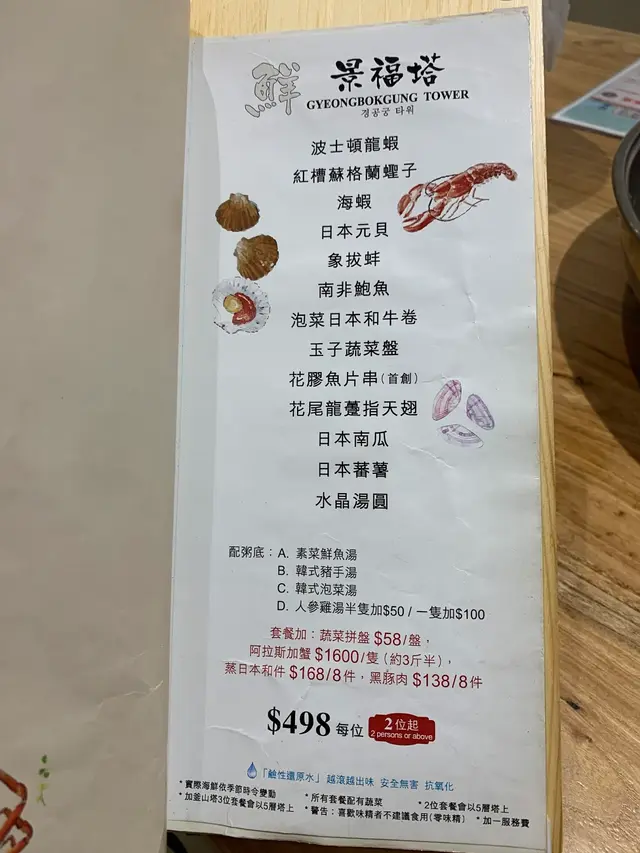 鮮 景福塔
GYEONGBOKGUNG TOWER
경공궁 타워
波士頓龍蝦
紅槽蘇格蘭蟶子
海蝦
日本元貝
象拔蚌
南非鮑魚
泡菜日本和牛卷
玉子蔬菜盤
花膠魚片串(首創)
花尾龍躉指天翅
日本南瓜
日本蕃薯
水晶湯圓
配粥底：A. 素菜鮮魚湯
B. 韓式豬手湯
C. 韓式泡菜湯
D. 人參雞湯半隻加$50 / 一隻加$100
套餐加：蔬菜拼盤 $58/盤，
阿拉斯加蟹 $1600/隻 (約3斤半)，
蒸日本和件 $168/8件，黑豚肉 $138/8件
$498 每位 2位起
2 persons or above
「鹼性還原水」 越滾越出味 安全無害 抗氧化
* 實際海鮮依季節時令變動 * 所有套餐配有蔬菜 * 2位套餐會以5層塔上
* 加釜山塔3位套餐會以5層塔上 * 警告：喜歡味精者不建議食用(零味精) * 加一服務費